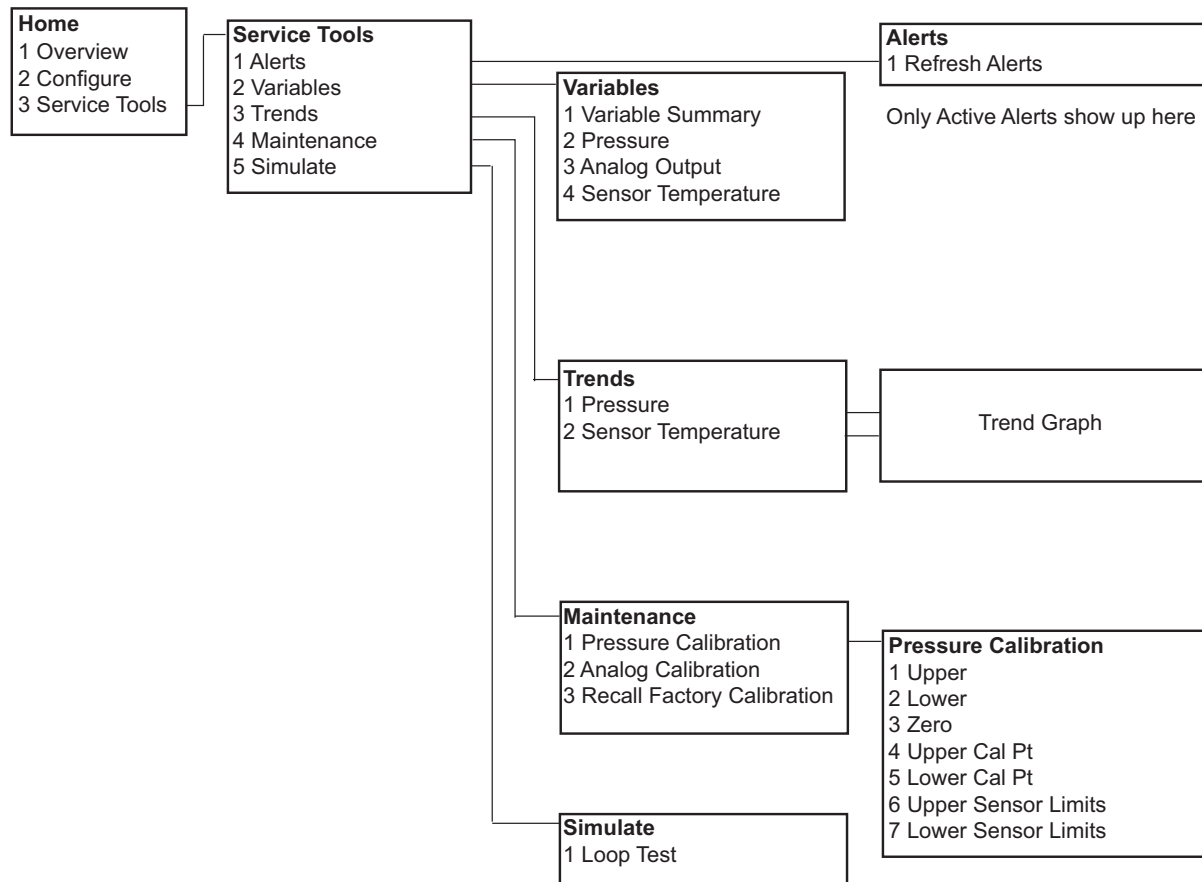 Home
1 Overview
2 Configure
3 Service Tools
Service Tools
1 Alerts
2 Variables
3 Trends
4 Maintenance
5 Simulate
Alerts
1 Refresh Alerts
Only Active Alerts show up here
Variables
1 Variable Summary
2 Pressure
3 Analog Output
4 Sensor Temperature
Trends
1 Pressure
2 Sensor Temperature
Trend Graph
Maintenance
1 Pressure Calibration
2 Analog Calibration
3 Recall Factory Calibration
Pressure Calibration
1 Upper
2 Lower
3 Zero
4 Upper Cal Pt
5 Lower Cal Pt
6 Upper Sensor Limits
7 Lower Sensor Limits
Simulate
1 Loop Test